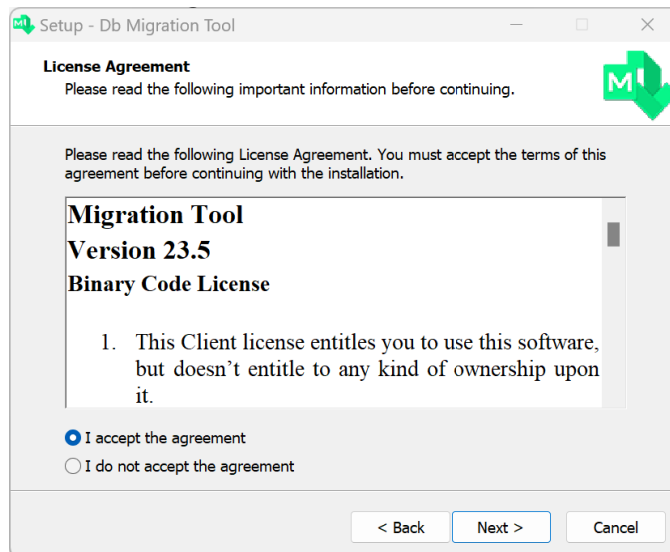 Setup - Db Migration Tool
License Agreement
Please read the following important information before continuing.
M
Please read the following License Agreement. You must accept the terms of this
agreement before continuing with the installation.
Migration Tool
Version 23.5
Binary Code License
1. This Client license entitles you to use this software,
but doesn’t entitle to any kind of ownership upon
it.
I accept the agreement
I do not accept the agreement
< Back Next > Cancel